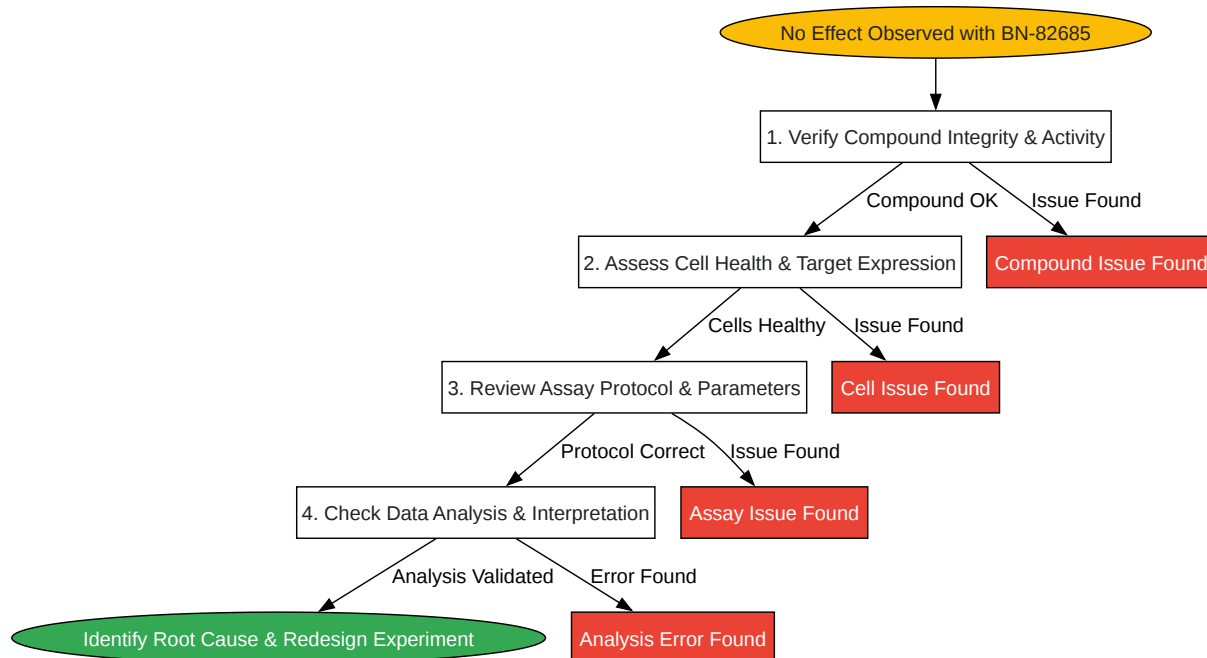 No Effect Observed with BN-82685
1. Verify Compound Integrity & Activity
Compound OK
Issue Found
2. Assess Cell Health & Target Expression
Compound Issue Found
Cells Healthy
Issue Found
3. Review Assay Protocol & Parameters
Cell Issue Found
Protocol Correct
Issue Found
4. Check Data Analysis & Interpretation
Assay Issue Found
Analysis Validated
Error Found
Identify Root Cause & Redesign Experiment
Analysis Error Found